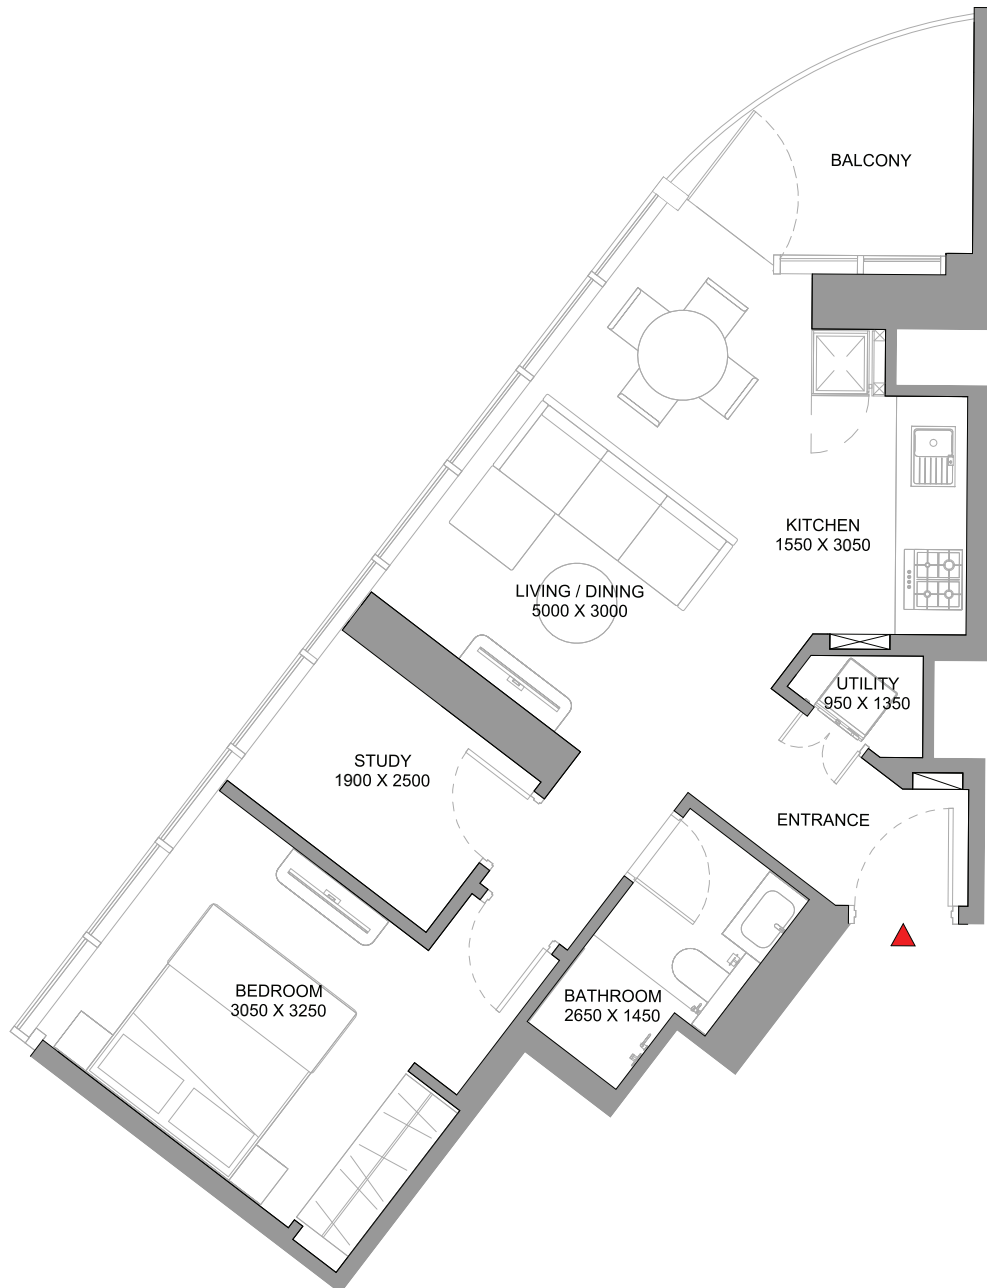 BALCONY
KITCHEN
1550 X 3050
LIVING / DINING
5000 X 3000
UTILITY
950 X 1350
STUDY
1900 X 2500
ENTRANCE
BEDROOM
3050 X 3250
BATHROOM
2650 X 1450